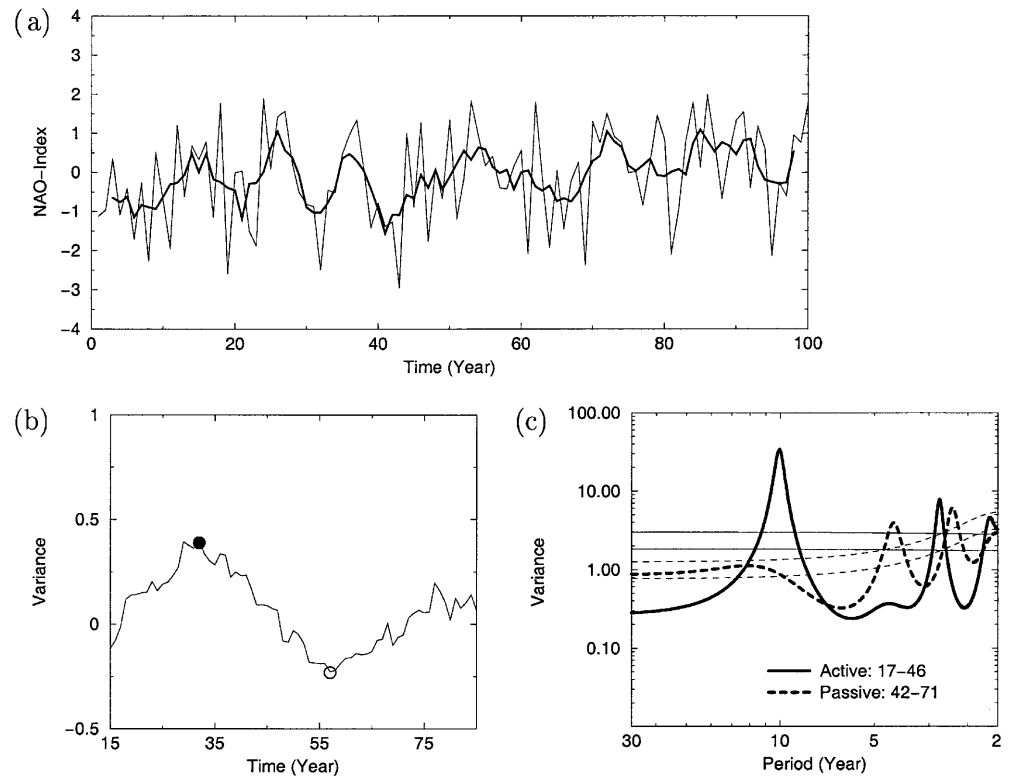 (a)
4
3
2
1
0
−1
−2
−3
−4
NAO−Index
0 20 40 60 80 100
Time (Year)
(b)
1
0.5
0
−0.5
Variance
15 35 55 75
Time (Year)
(c)
100.00
10.00
1.00
0.10
Variance
Active: 17−46
Passive: 42−71
30 10 5 2
Period (Year)